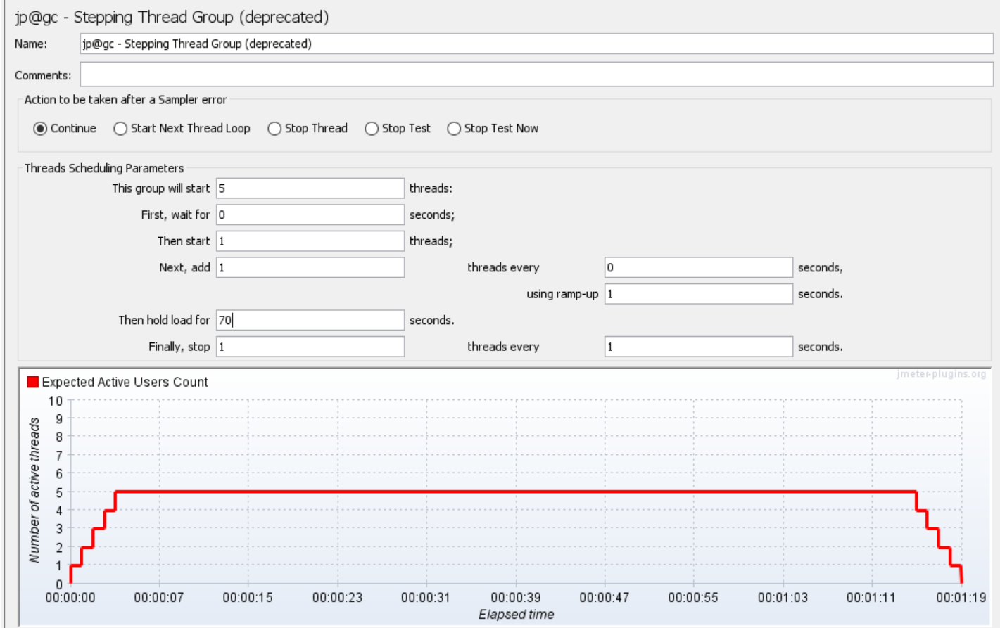 jp@gc - Stepping Thread Group (deprecated)
Name: jp@gc - Stepping Thread Group (deprecated)
Comments:
Action to be taken after a Sampler error
Continue Start Next Thread Loop Stop Thread Stop Test Stop Test Now
Threads Scheduling Parameters
This group will start 5 threads:
First, wait for 0 seconds;
Then start 1 threads;
Next, add 1 threads every 0 seconds,
using ramp-up 1 seconds.
Then hold load for 70 seconds.
Finally, stop 1 threads every 1 seconds.
jmeter-plugins.org
Expected Active Users Count
Number of active threads
10
9
8
7
6
5
4
3
2
1
0
00:00:00 00:00:07 00:00:15 00:00:23 00:00:31 00:00:39 00:00:47 00:00:55 00:01:03 00:01:11 00:01:19
Elapsed time